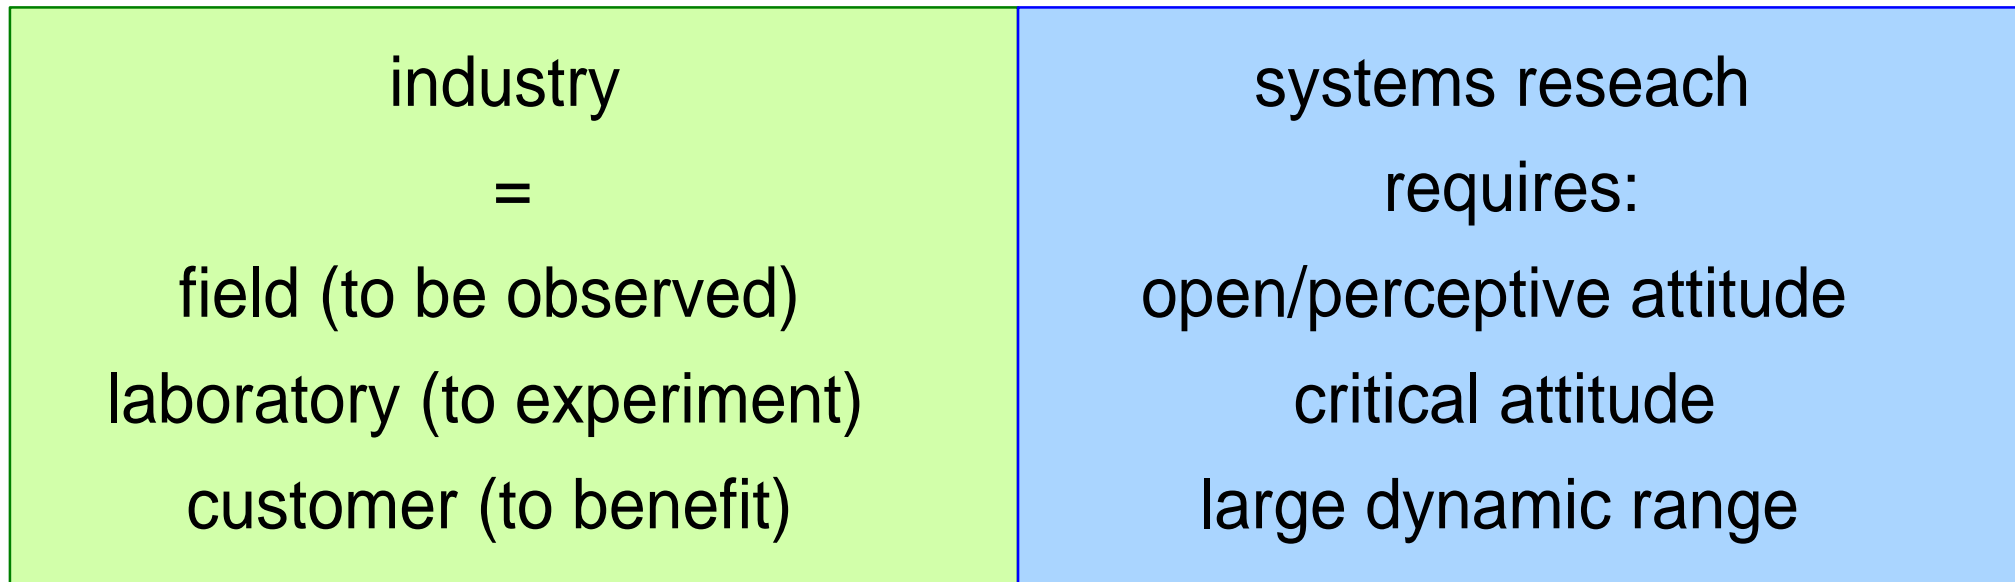 industry
=
field (to be observed)
laboratory (to experiment)
customer (to benefit)
systems reseach
requires:
open/perceptive attitude
critical attitude
large dynamic range